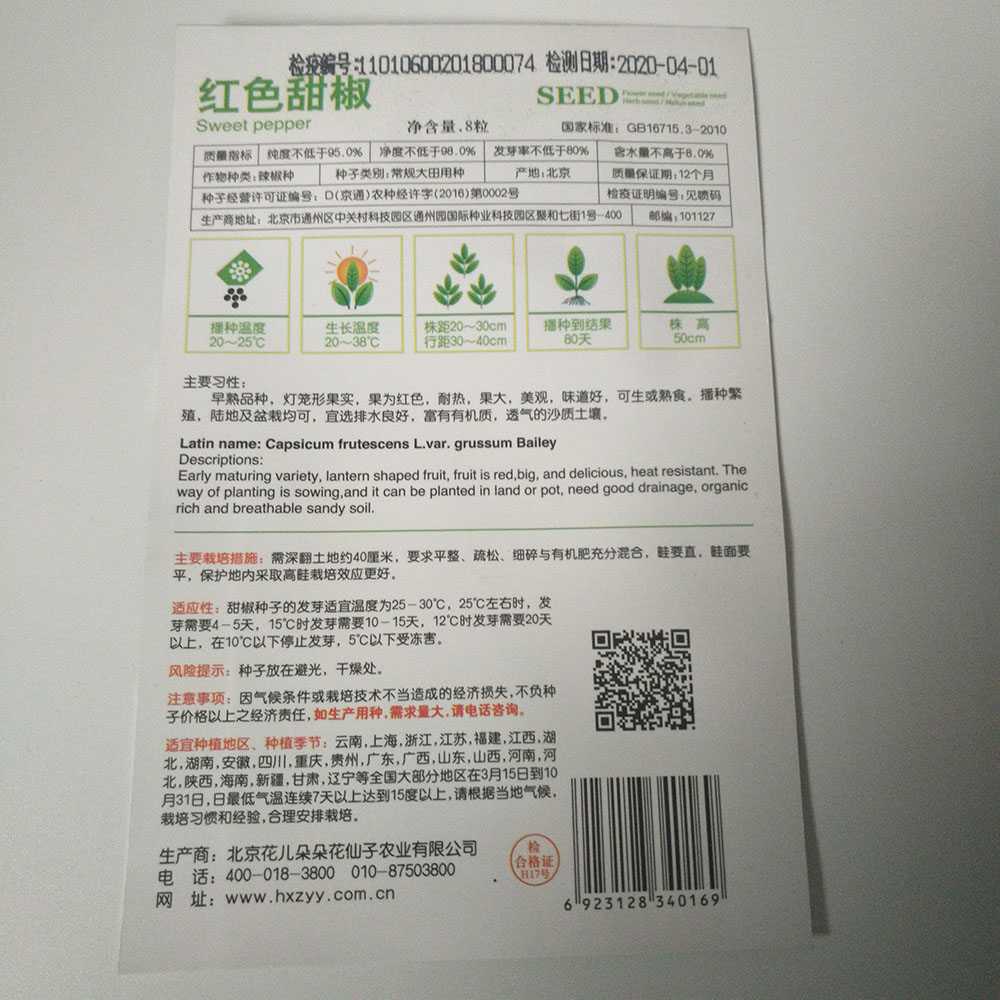 检疫编号:11010600201800074 检测日期:2020-04-01
红色甜椒
SEED Flower seed / Vegetable seed
Herb seed / Melon seed
Sweet pepper 净含量.8粒 国家标准：GB16715.3-2010
质量指标 纯度不低于95.0% 净度不低于98.0% 发芽率不低于80% 含水量不高于8.0%
作物种类:辣椒种 种子类别:常规大田用种 产地:北京 质量保证期:12个月
种子经营许可证编号：D(京通)农种经许字(2016)第0002号 检疫证明编号:见喷码
生产商地址：北京市通州区中关村科技园区通州园国际种业科技园区聚和七街1号-400 邮编:101127
播种温度 生长温度 株距20～30cm 播种到结果 株 高
20～25℃ 20～38℃ 行距30～40cm 80天 50cm
主要习性：
早熟品种，灯笼形果实，果为红色，耐热，果大，美观，味道好，可生或熟食。播种繁
殖，陆地及盆栽均可，宜选排水良好，富有有机质，透气的沙质土壤。
Latin name: Capsicum frutescens L.var. grussum Bailey
Descriptions:
Early maturing variety, lantern shaped fruit, fruit is red,big, and delicious, heat resistant. The
way of planting is sowing,and it can be planted in land or pot, need good drainage, organic
rich and breathable sandy soil.
主要栽培措施：需深翻土地约40厘米，要求平整、疏松、细碎与有机肥充分混合，畦要直，畦面要
平，保护地内采取高畦栽培效应更好。
适应性：甜椒种子的发芽适宜温度为25－30℃，25℃左右时，发
芽需要4－5天，15℃时发芽需要10－15天，12℃时发芽需要20天
以上，在10℃以下停止发芽，5℃以下受冻害。
风险提示：种子放在避光，干燥处。
注意事项：因气候条件或栽培技术不当造成的经济损失,不负种
子价格以上之经济责任,如生产用种,需求量大,请电话咨询。
适宜种植地区、种植季节：云南,上海,浙江,江苏,福建,江西,湖
北,湖南,安徽,四川,重庆,贵州,广东,广西,山东,山西,河南,河
北,陕西,海南,新疆,甘肃,辽宁等全国大部分地区在3月15日到10
月31日,日最低气温连续7天以上达到15度以上,请根据当地气候,
栽培习惯和经验,合理安排栽培。
生产商：北京花儿朵朵花仙子农业有限公司
电 话：400-018-3800 010-87503800
网 址：www.hxzyy.com.cn
检
合格证
H17号
6 923128 340169